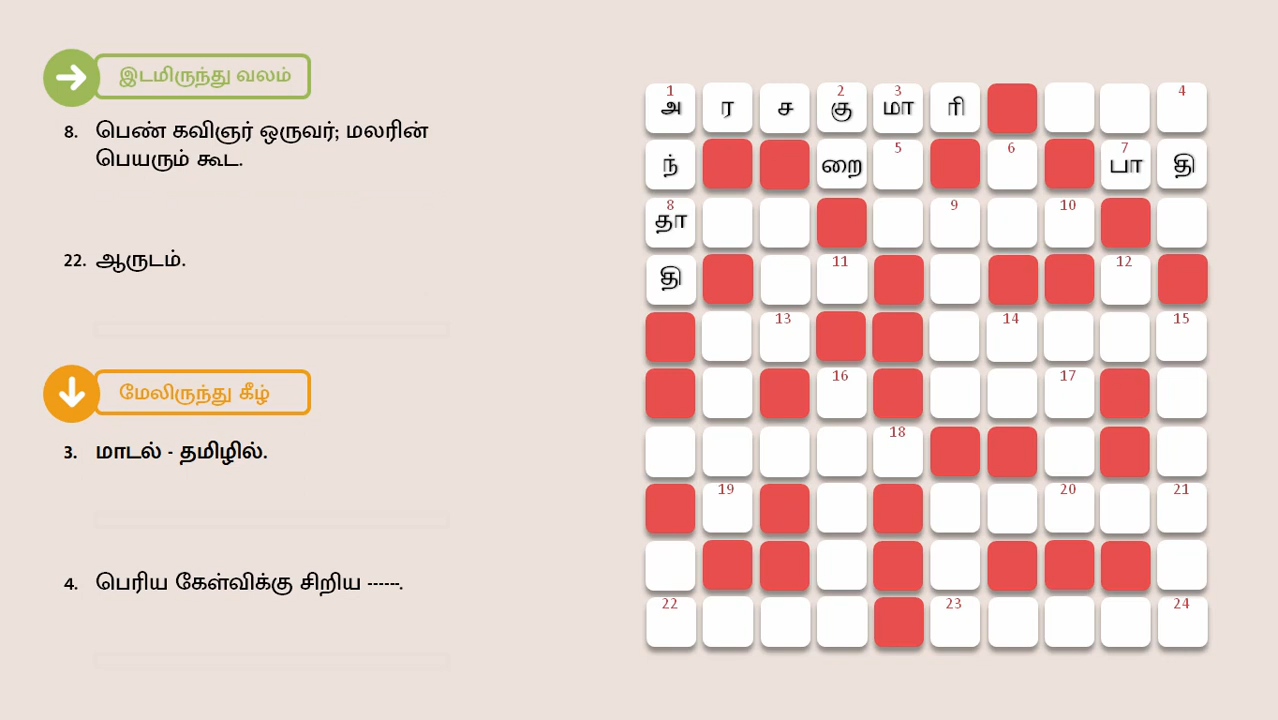 இடமிருந்து வலம்
8. பெண் கவிஞர் ஒருவர்; மலரின்
பெயரும் கூட.
22. ஆருடம்.
மேலிருந்து கீழ்
3. மாடல் - தமிழில்.
4. பெரிய கேள்விக்கு சிறிய ------.
1 2 3 4
அ ர ச கு மா ரி
5 6 7
ந் றை பா தி
8 9 10
தா
11 12
தி
13 14 15
16 17
18
19 20 21
22 23 24